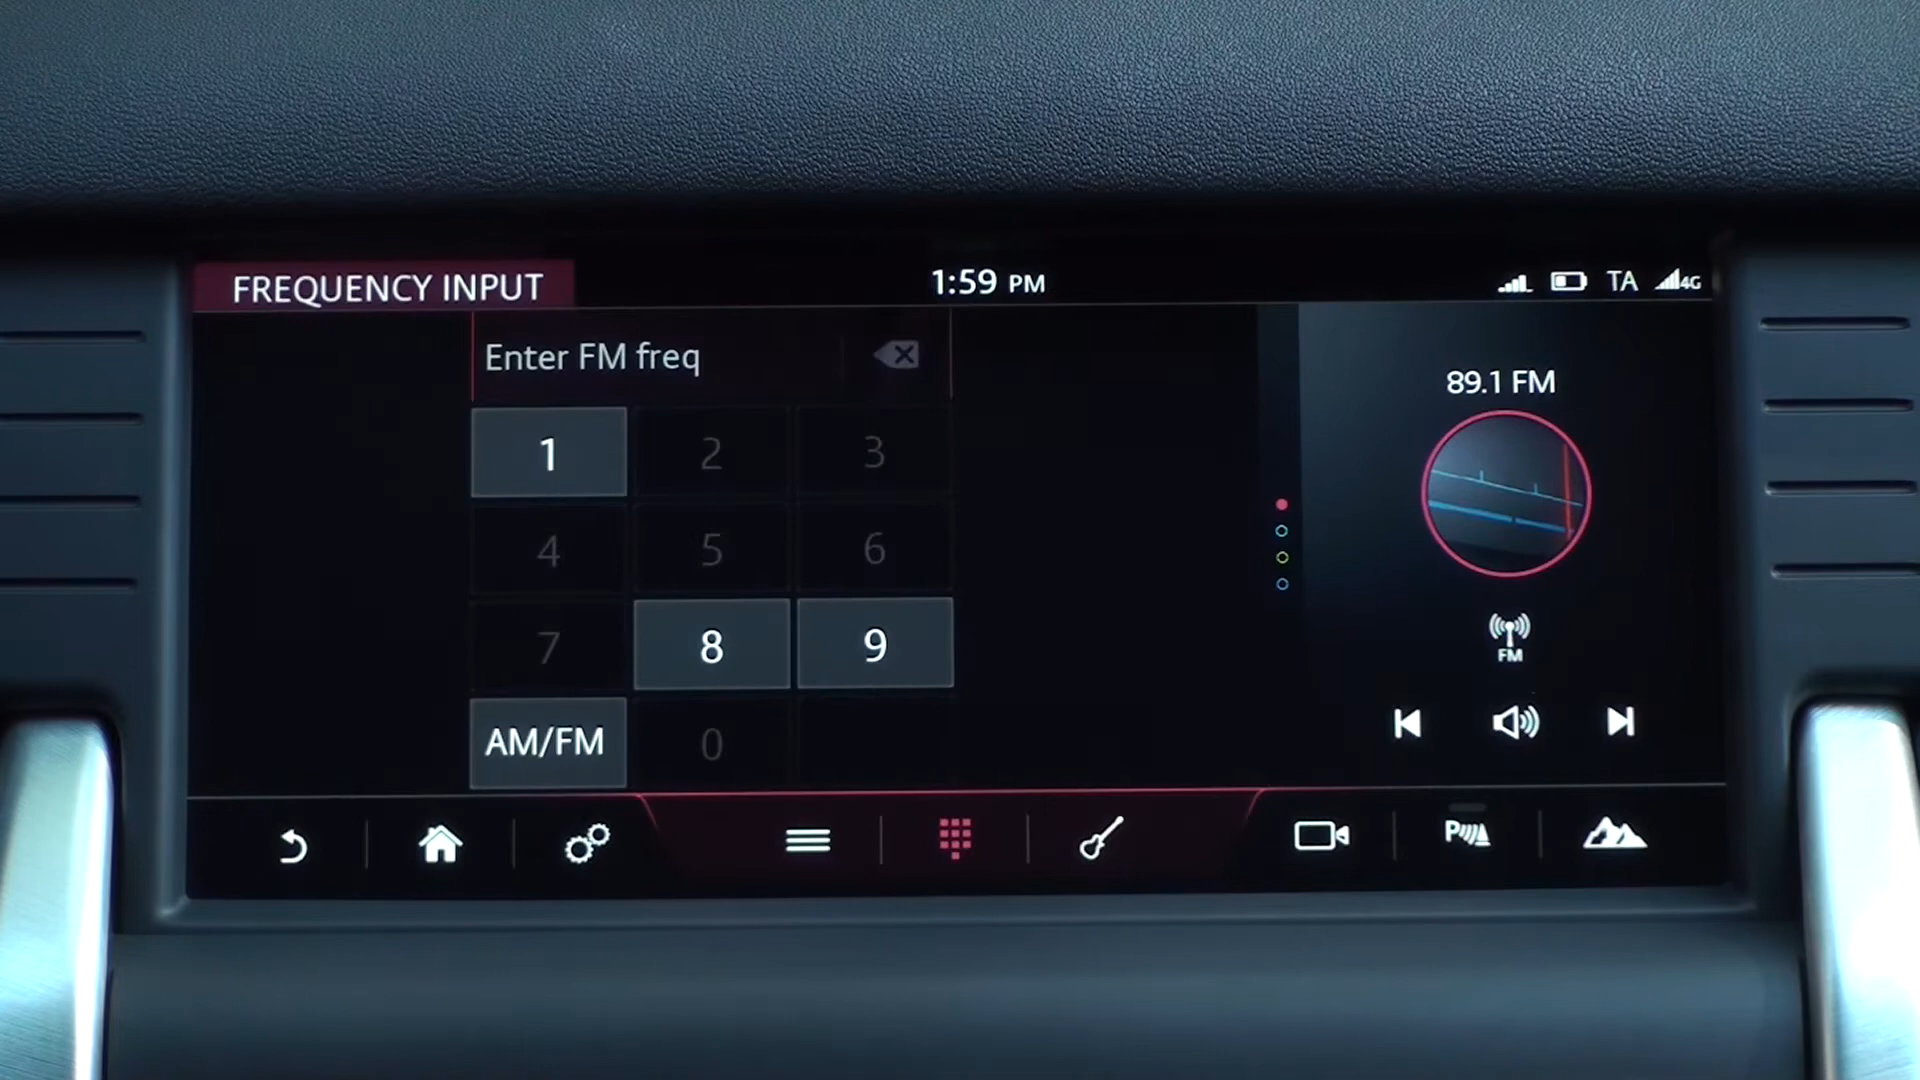 FREQUENCY INPUT
1:59 PM
TA
4G
Enter FM freq
1 2 3
4 5 6
7 8 9
AM/FM 0
89.1 FM
FM
P